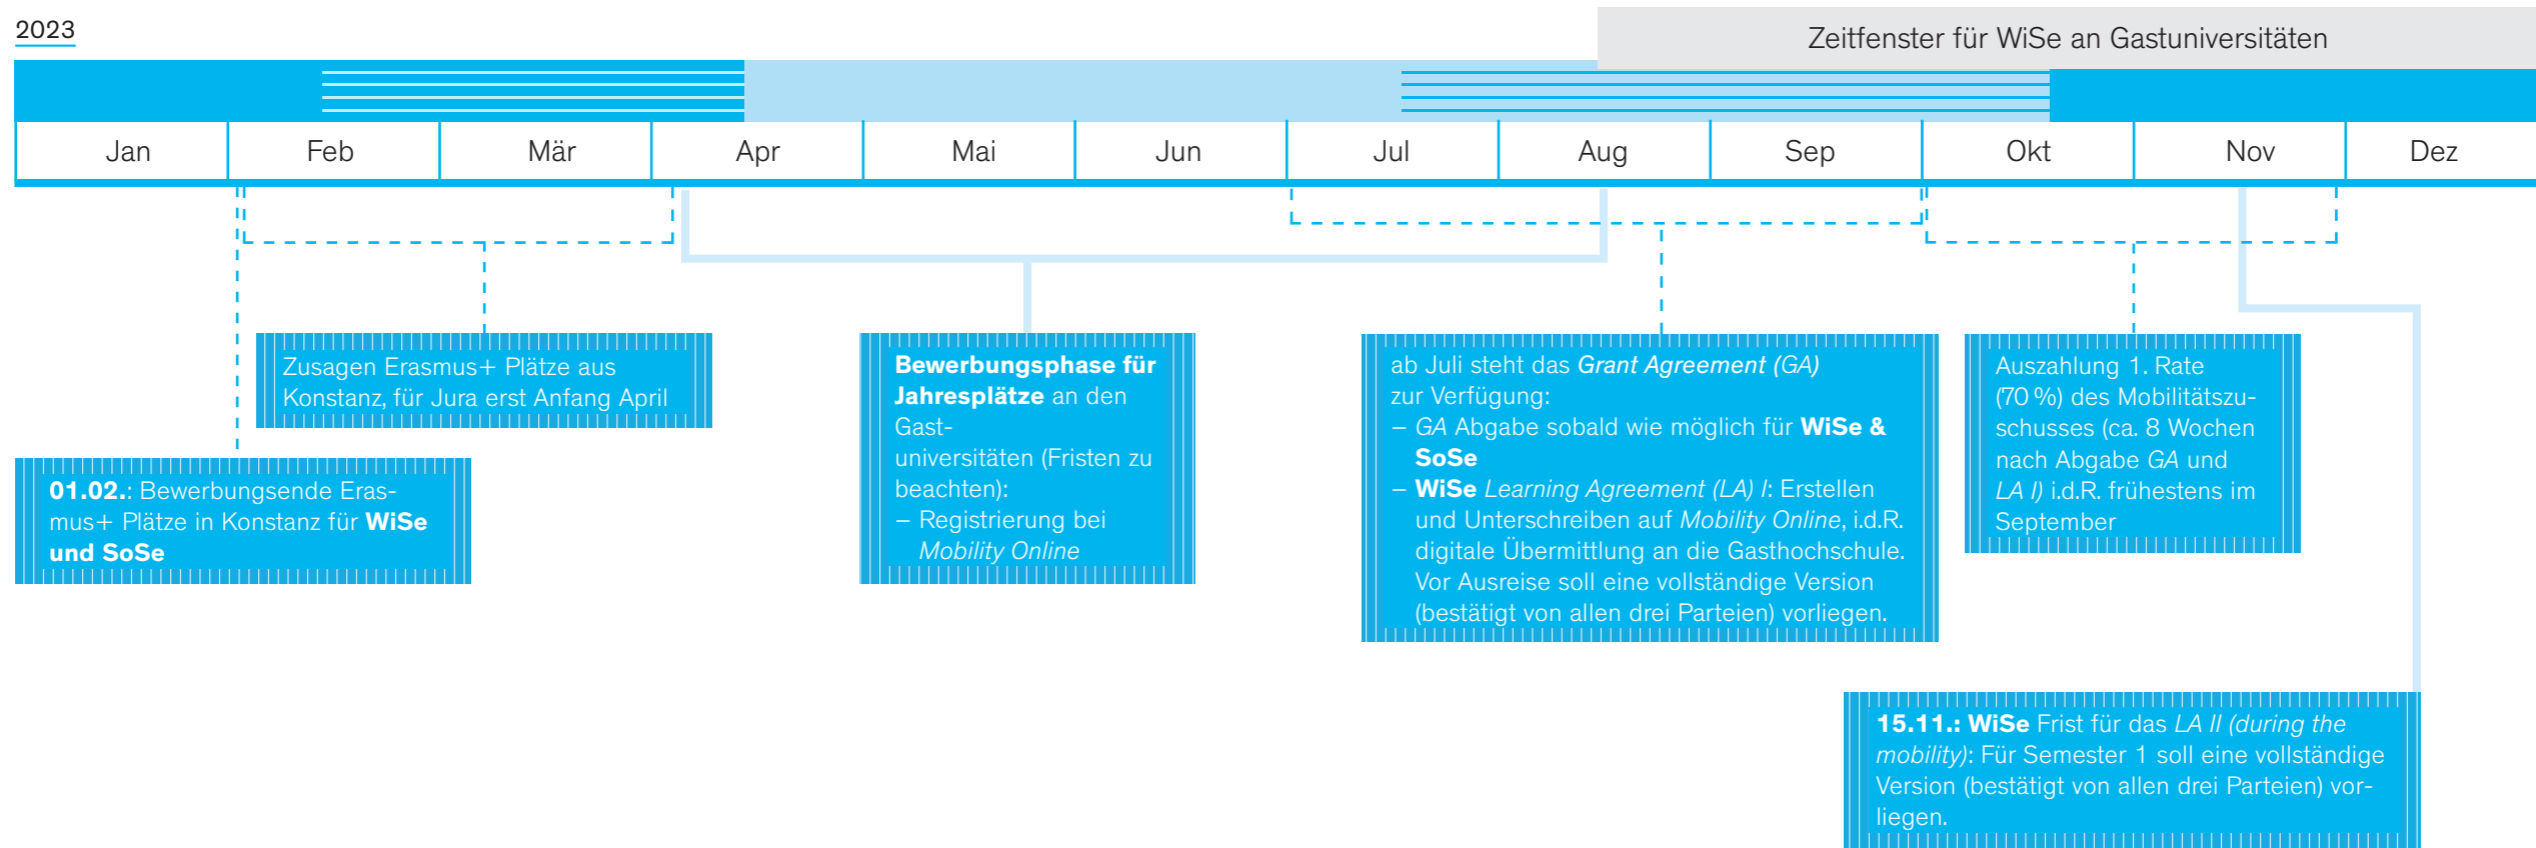 2023
Zeitfenster für WiSe an Gastuniversitäten
Jan
Feb
Mär
Apr
Mai
Jun
Jul
Aug
Sep
Okt
Nov
Dez
Zusagen Erasmus+ Plätze aus
Konstanz, für Jura erst Anfang April
01.02.: Bewerbungsende Eras-
mus+ Plätze in Konstanz für WiSe
und SoSe
Bewerbungsphase für
Jahresplätze an den
Gast-
universitäten (Fristen zu
beachten):
– Registrierung bei
Mobility Online
ab Juli steht das Grant Agreement (GA)
zur Verfügung:
– GA Abgabe sobald wie möglich für WiSe &
SoSe
– WiSe Learning Agreement (LA) I: Erstellen
und Unterschreiben auf Mobility Online, i.d.R.
digitale Übermittlung an die Gasthochschule.
Vor Ausreise soll eine vollständige Version
(bestätigt von allen drei Parteien) vorliegen.
Auszahlung 1. Rate
(70 %) des Mobilitätszu-
schusses (ca. 8 Wochen
nach Abgabe GA und
LA I) i.d.R. frühestens im
September
15.11.: WiSe Frist für das LA II (during the
mobility): Für Semester 1 soll eine vollständige
Version (bestätigt von allen drei Parteien) vor-
liegen.